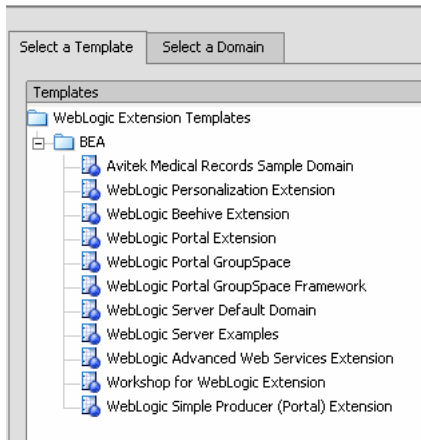 Select a Template Select a Domain
Templates
WebLogic Extension Templates
BEA
Avitek Medical Records Sample Domain
WebLogic Personalization Extension
WebLogic Beehive Extension
WebLogic Portal Extension
WebLogic Portal GroupSpace
WebLogic Portal GroupSpace Framework
WebLogic Server Default Domain
WebLogic Server Examples
WebLogic Advanced Web Services Extension
Workshop for WebLogic Extension
WebLogic Simple Producer (Portal) Extension